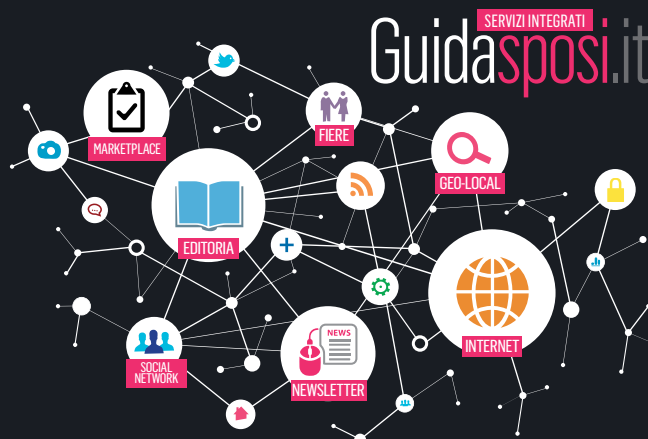 SERVIZI INTEGRATI
Guidasposi.it
MARKETPLACE
FIERE
GEO-LOCAL
EDITORIA
NEWS
INTERNET
SOCIAL
NETWORK
NEWSLETTER